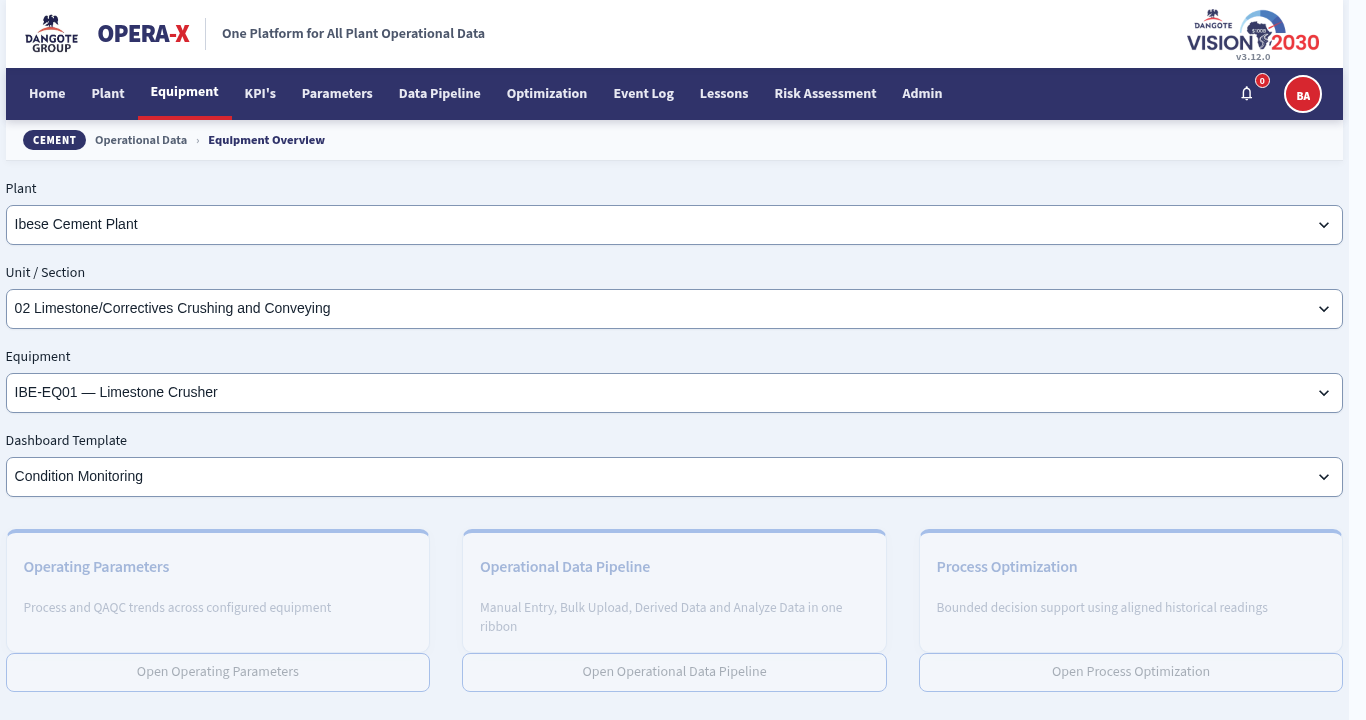 DANGOTE
GROUP
OPERA-X
One Platform for All Plant Operational Data
DANGOTE
$100B
VISION 2030
v3.12.0
Home
Plant
Equipment
KPI's
Parameters
Data Pipeline
Optimization
Event Log
Lessons
Risk Assessment
Admin
0
BA
CEMENT
Operational Data
›
Equipment Overview
Plant
Ibese Cement Plant
Unit / Section
02 Limestone/Correctives Crushing and Conveying
Equipment
IBE-EQ01 — Limestone Crusher
Dashboard Template
Condition Monitoring
Operating Parameters
Process and QAQC trends across configured equipment
Open Operating Parameters
Operational Data Pipeline
Manual Entry, Bulk Upload, Derived Data and Analyze Data in one
ribbon
Open Operational Data Pipeline
Process Optimization
Bounded decision support using aligned historical readings
Open Process Optimization